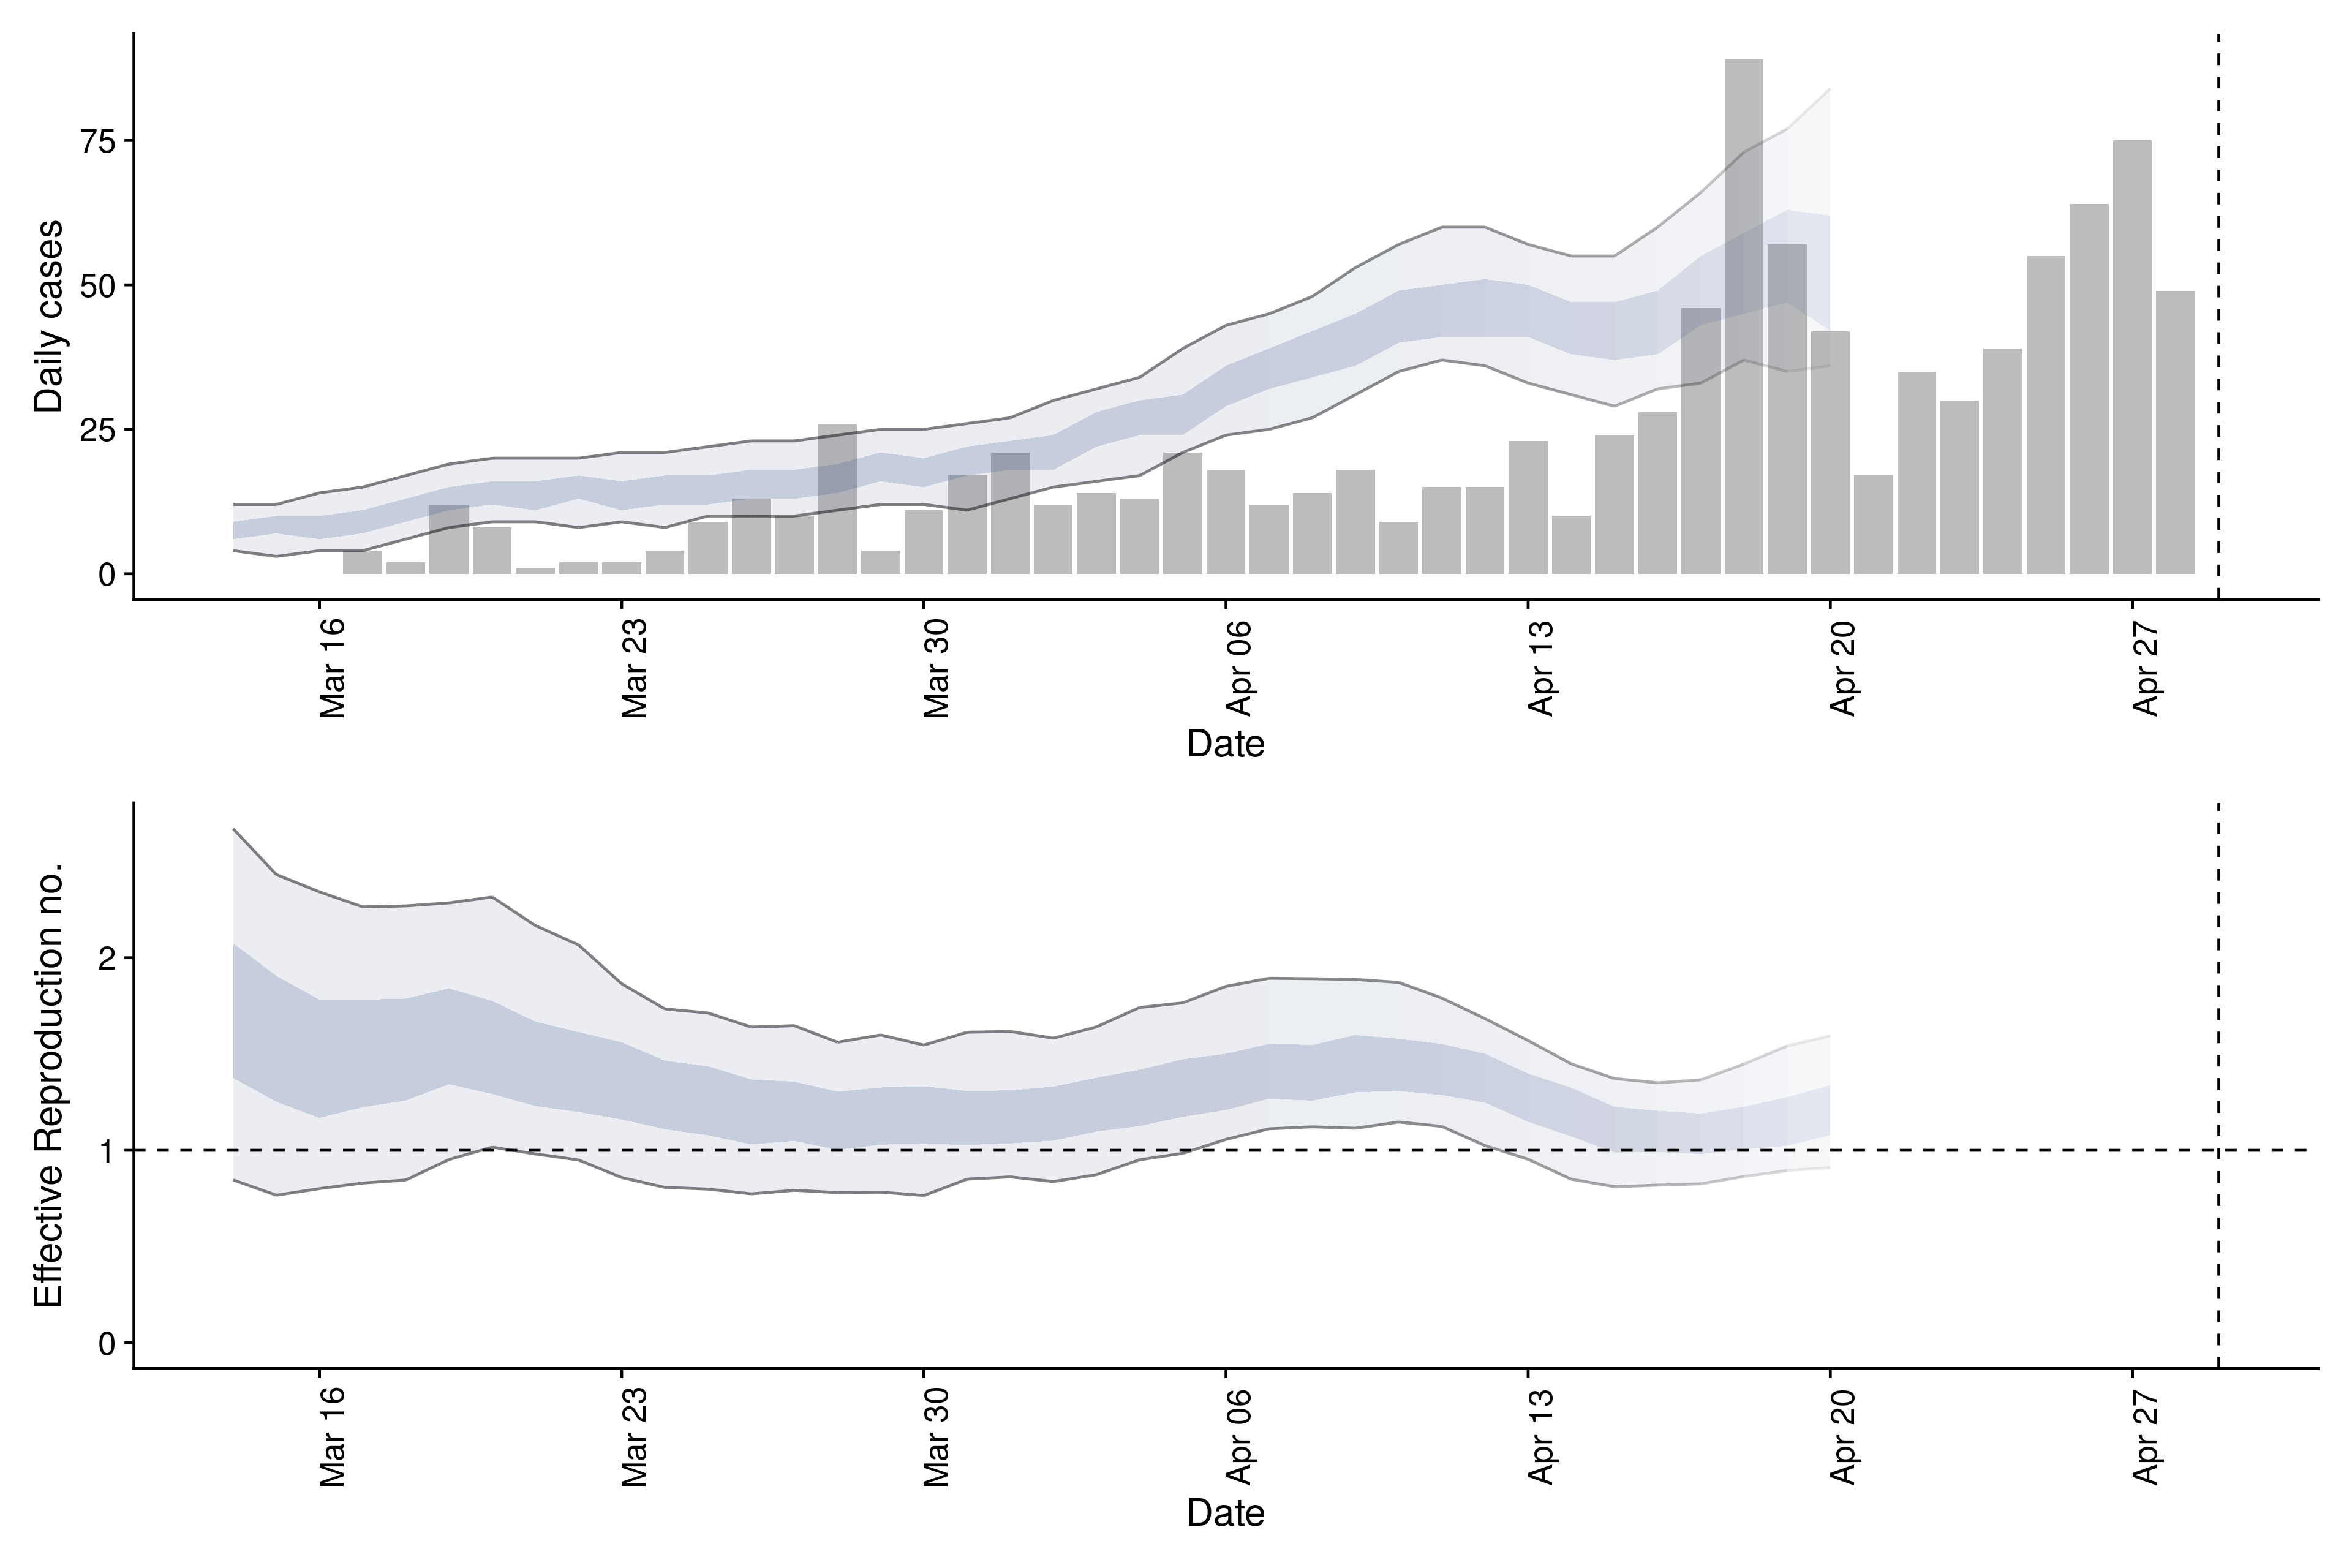 Daily cases
75
50
25
0
Mar 16
Mar 23
Mar 30
Apr 06
Apr 13
Apr 20
Apr 27
Date
Effective Reproduction no.
2
1
0
Mar 16
Mar 23
Mar 30
Apr 06
Apr 13
Apr 20
Apr 27
Date